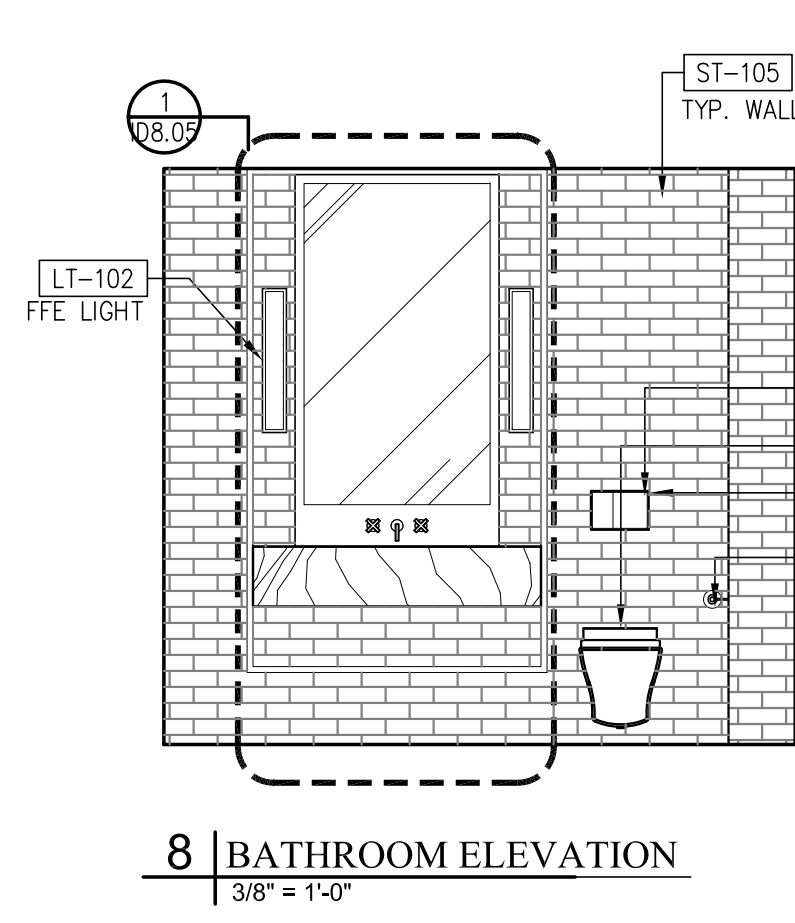 ST-105
TYP. WALL
1
ID8.05
LT-102
FFE LIGHT
8
BATHROOM ELEVATION
3/8" = 1'-0"